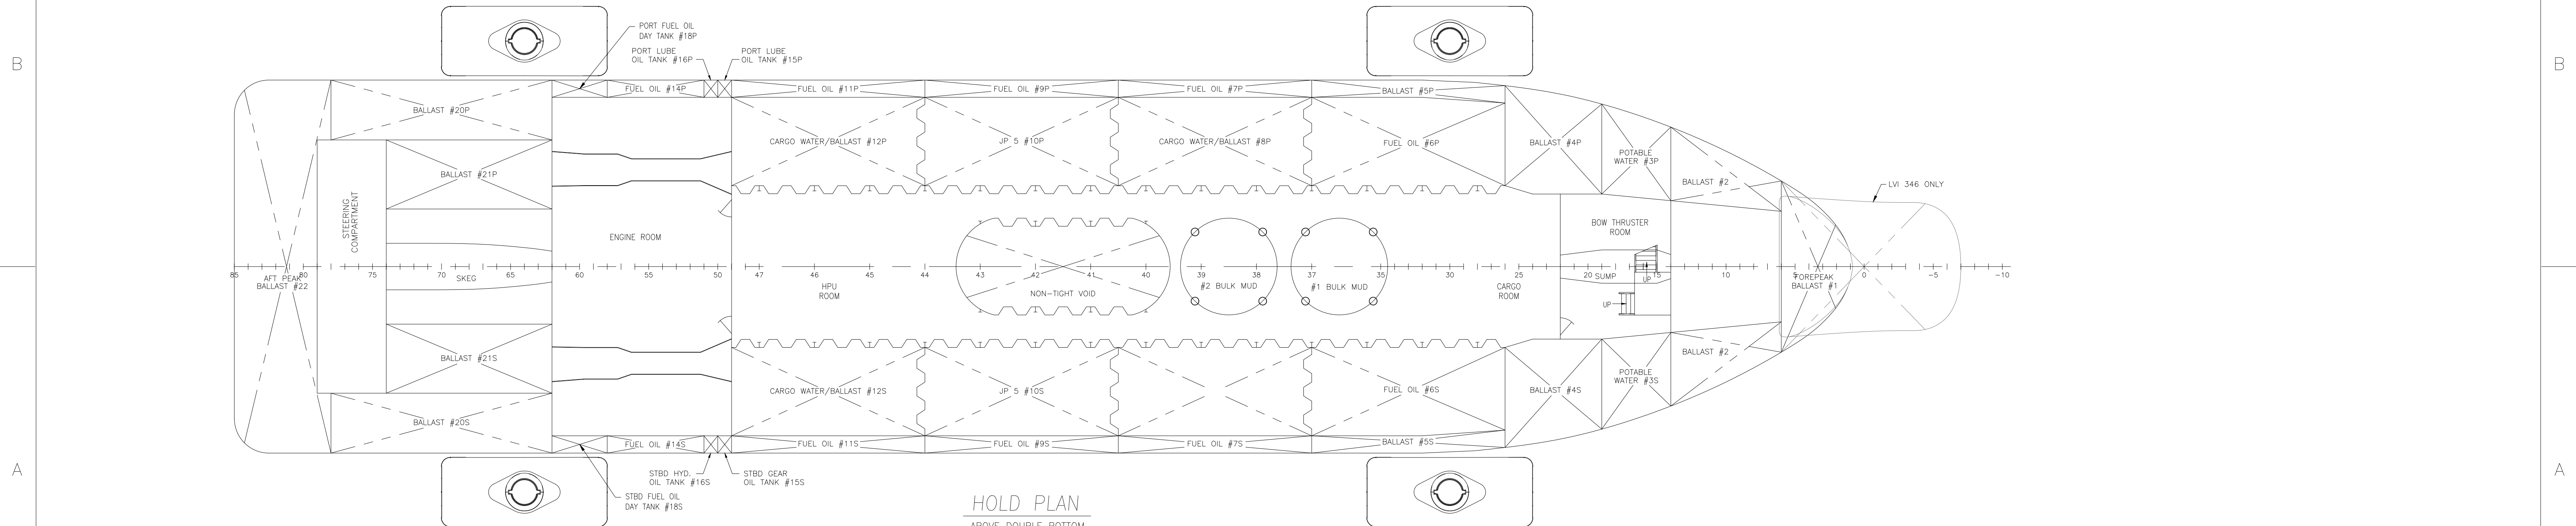 B
B
PORT FUEL OIL
DAY TANK #18P
PORT LUBE
OIL TANK #16P
PORT LUBE
OIL TANK #15P
BALLAST #20P
FUEL OIL #14P
FUEL OIL #11P
FUEL OIL #9P
FUEL OIL #7P
BALLAST #5P
CARGO WATER/BALLAST #12P
JP 5 #10P
CARGO WATER/BALLAST #8P
FUEL OIL #6P
BALLAST #4P
POTABLE
WATER #3P
BALLAST #21P
BALLAST #2
LVI 346 ONLY
STEERING
COMPARTMENT
ENGINE ROOM
BOW THRUSTER
ROOM
85 80 75 70 65 60 55 50 47 46 45 44 43 42 41 40 39 38 37 35 30 25 20 15 10 5 0 -5 -10
AFT PEAK
BALLAST #22
SKEG
HPU
ROOM
NON-TIGHT VOID
#2 BULK MUD
#1 BULK MUD
CARGO
ROOM
SUMP
UP
UP
FOREPEAK
BALLAST #1
BALLAST #21S
BALLAST #2
CARGO WATER/BALLAST #12S
JP 5 #10S
FUEL OIL #6S
BALLAST #4S
POTABLE
WATER #3S
BALLAST #20S
FUEL OIL #14S
FUEL OIL #11S
FUEL OIL #9S
FUEL OIL #7S
BALLAST #5S
A
A
STBD HYD.
OIL TANK #16S
STBD GEAR
OIL TANK #15S
STBD FUEL OIL
DAY TANK #18S
HOLD PLAN
ABOVE DOUBLE BOTTOM